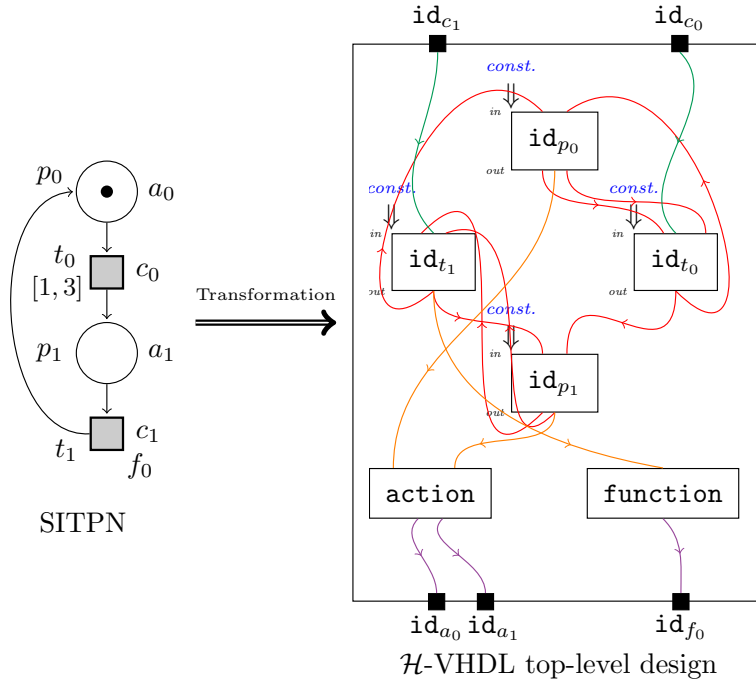 id_{c_1} id_{c_0}
const.
in
id_{p_0}
out
p_0 a_0
const. const.
in in
t_0 c_0
[1, 3]
id_{t_1} id_{t_0}
out out
Transformation
const.
p_1 a_1
in
id_{p_1}
out
t_1 c_1
f_0
action function
SITPN
id_{a_0} id_{a_1} id_{f_0}
ℋ-VHDL top-level design